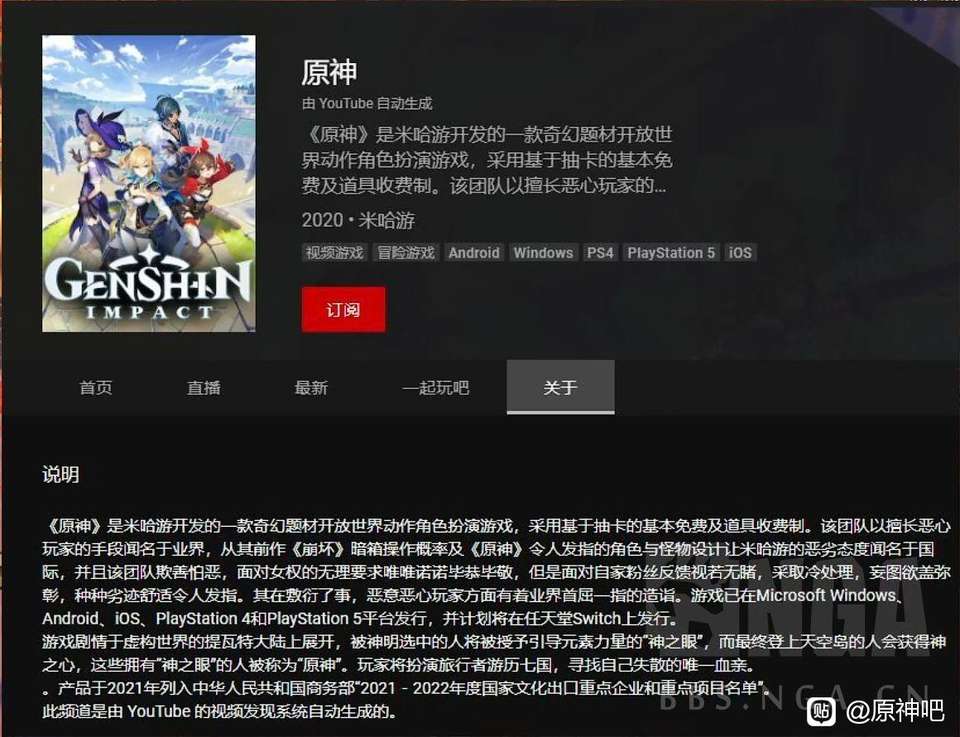 原神
由 YouTube 自动生成
《原神》是米哈游开发的一款奇幻题材开放世
界动作角色扮演游戏，采用基于抽卡的基本免
费及道具收费制。该团队以擅长恶心玩家的...
2020 • 米哈游
视频游戏 冒险游戏 Android Windows PS4 PlayStation 5 iOS
GENSHIN
IMPACT
订阅
首页 直播 最新 一起玩吧 关于
说明
《原神》是米哈游开发的一款奇幻题材开放世界动作角色扮演游戏，采用基于抽卡的基本免费及道具收费制。该团队以擅长恶心
玩家的手段闻名于业界，从其前作《崩坏》暗箱操作概率及《原神》令人发指的角色与怪物设计让米哈游的恶劣态度闻名于国
际，并且该团队欺善怕恶，面对女权的无理要求唯唯诺诺毕恭毕敬，但是面对自家粉丝反馈视若无睹，采取冷处理，妄图欲盖弥
彰，种种劣迹舒适令人发指。其在敷衍了事，恶意恶心玩家方面有着业界首屈一指的造诣。游戏已在Microsoft Windows、
Android、iOS、PlayStation 4和PlayStation 5平台发行，并计划将在任天堂Switch上发行。
游戏剧情于虚构世界的提瓦特大陆上展开，被神明选中的人将被授予引导元素力量的“神之眼”，而最终登上天空岛的人会获得神
之心，这些拥有“神之眼”的人被称为“原神”。玩家将扮演旅行者游历七国，寻找自己失散的唯一血亲。
。产品于2021年列入中华人民共和国商务部“2021－2022年度国家文化出口重点企业和重点项目名单”。
此频道是由 YouTube 的视频发现系统自动生成的。
NGA
BBS.NGA.CN
贴 @原神吧